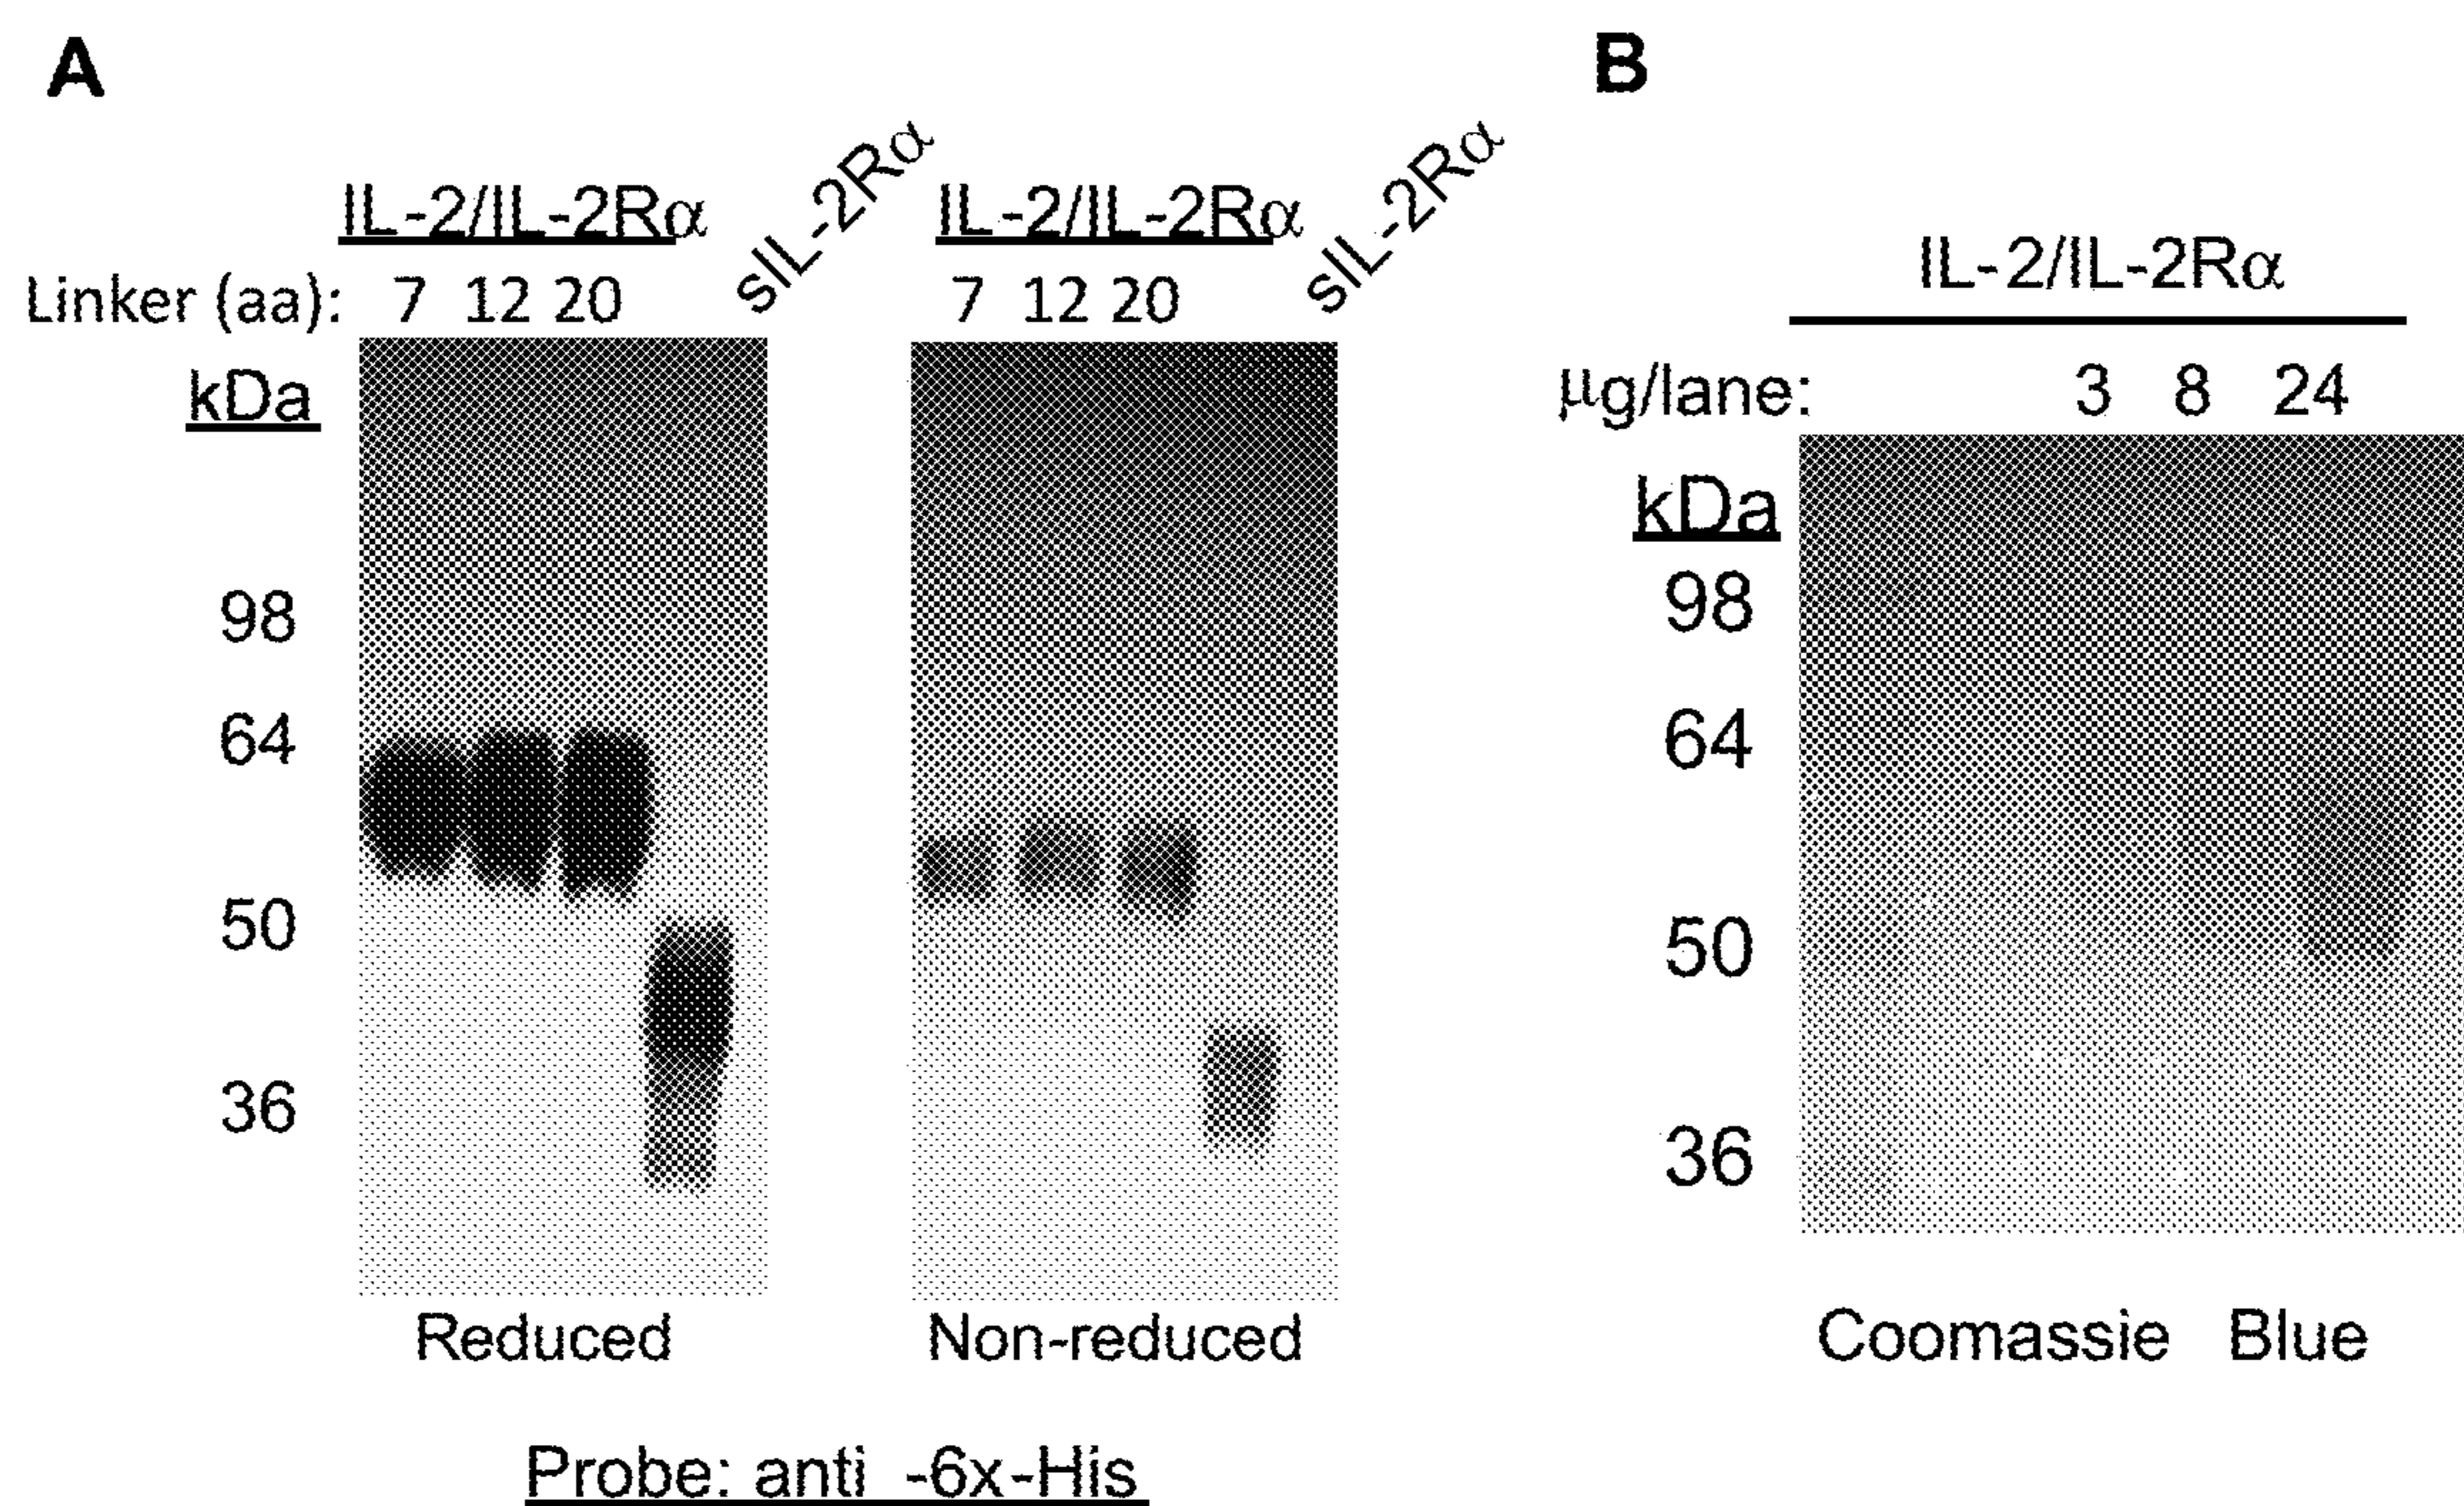 A
IL-2/IL-2Rα sIL-2Rα IL-2/IL-2Rα sIL-2Rα
Linker (aa): 7 12 20 7 12 20
kDa
98
64
50
36
Reduced Non-reduced
Probe: anti -6x-His
B
IL-2/IL-2Rα
μg/lane: 3 8 24
kDa
98
64
50
36
Coomassie Blue